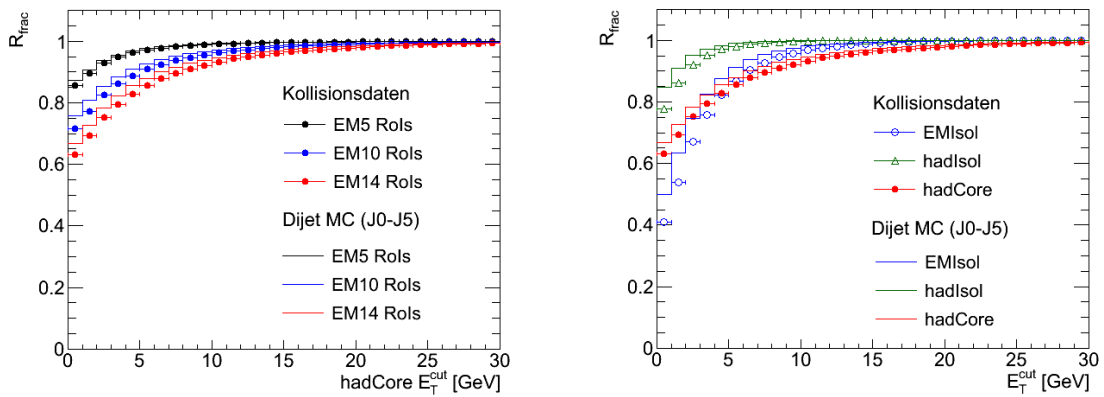 R_frac
1
0.8
0.6
0.4
0.2
0
Kollisionsdaten
EM5 RoIs
EM10 RoIs
EM14 RoIs
Dijet MC (J0-J5)
EM5 RoIs
EM10 RoIs
EM14 RoIs
0 5 10 15 20 25 30
hadCore E_T^cut [GeV]
R_frac
1
0.8
0.6
0.4
0.2
0
Kollisionsdaten
EMIsol
hadIsol
hadCore
Dijet MC (J0-J5)
EMIsol
hadIsol
hadCore
0 5 10 15 20 25 30
E_T^cut [GeV]